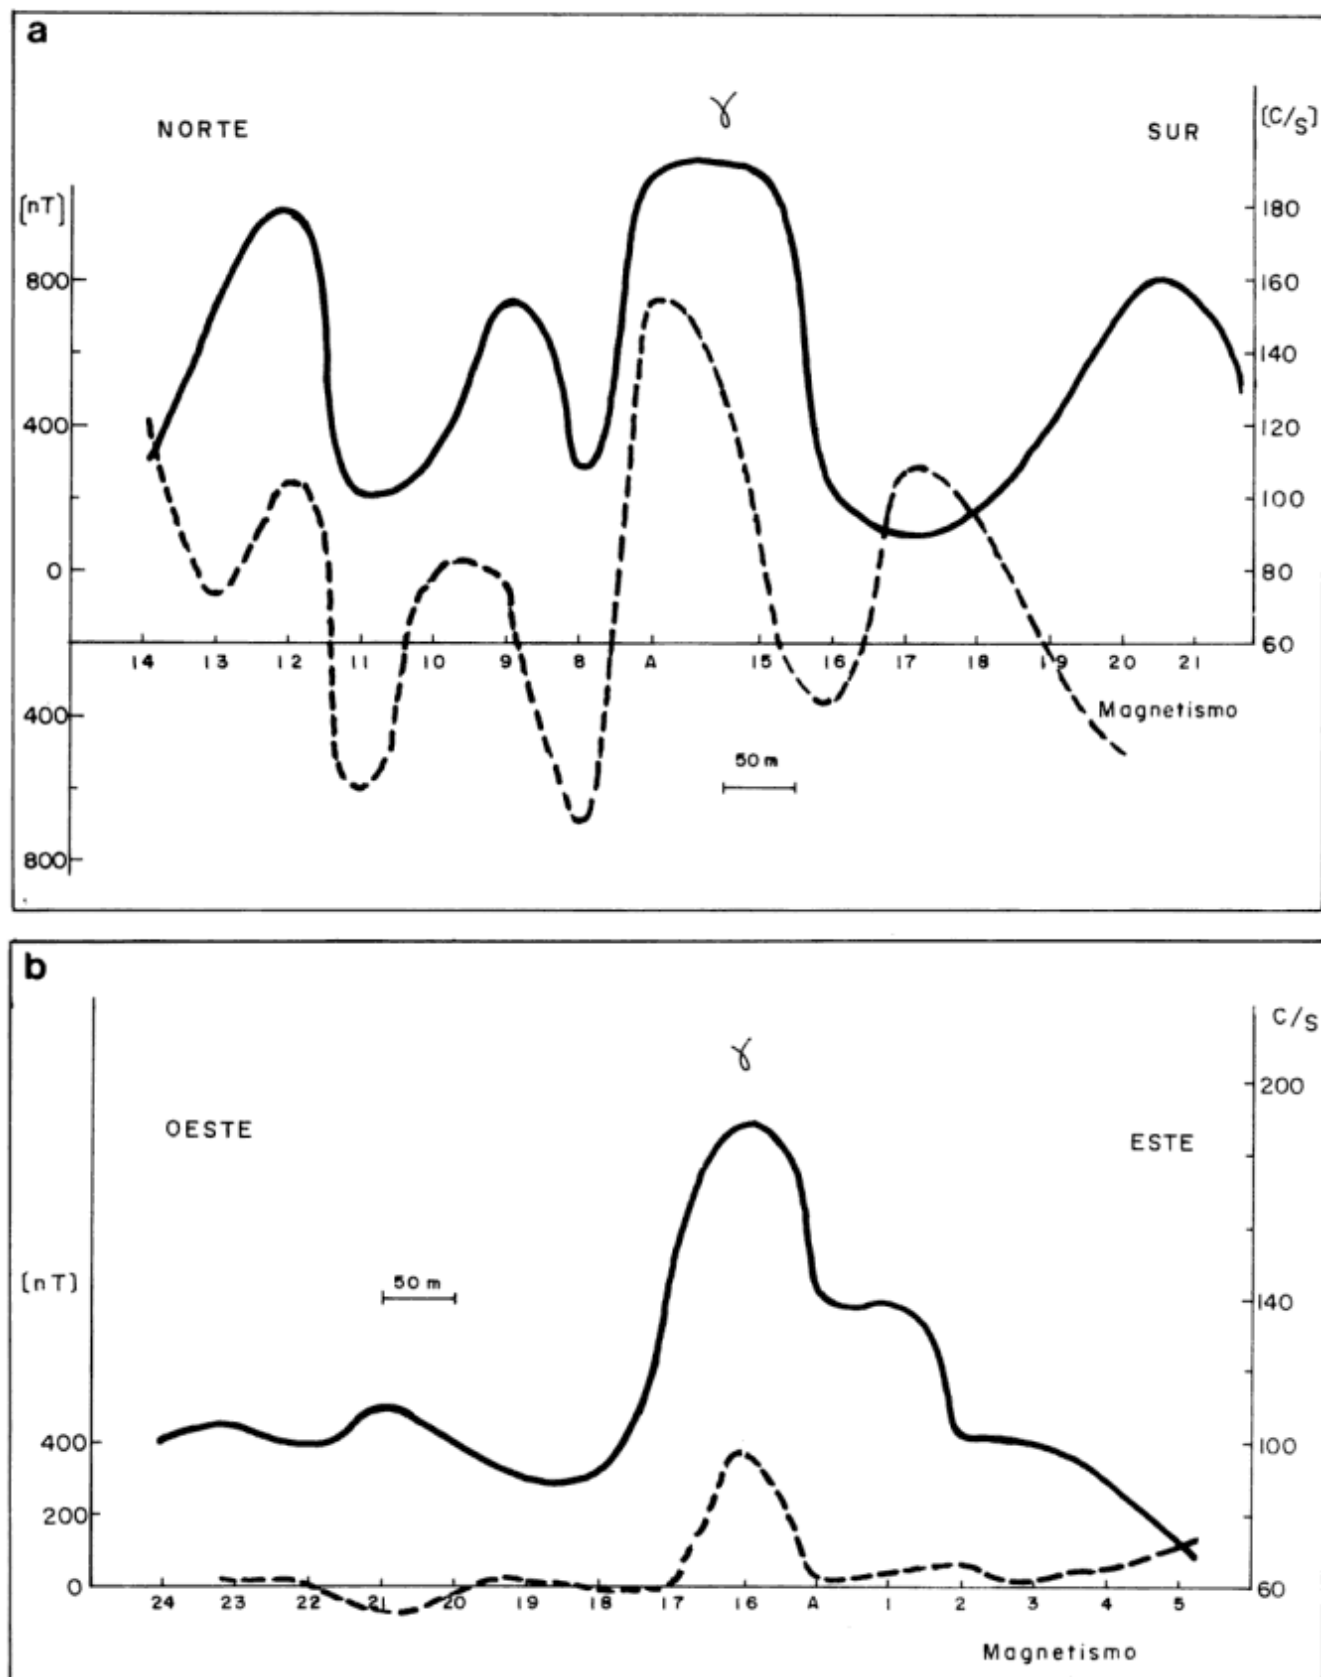 a
γ
NORTE
SUR
[C/S]
[nT]
180
800
160
140
400
120
100
0
80
60
14 13 12 11 10 9 8 A 15 16 17 18 19 20 21
400
Magnetismo
50 m
800
b
C/S
γ
200
OESTE
ESTE
[nT]
50 m
140
400
100
200
0
60
24 23 22 21 20 19 18 17 16 A 1 2 3 4 5
Magnetismo